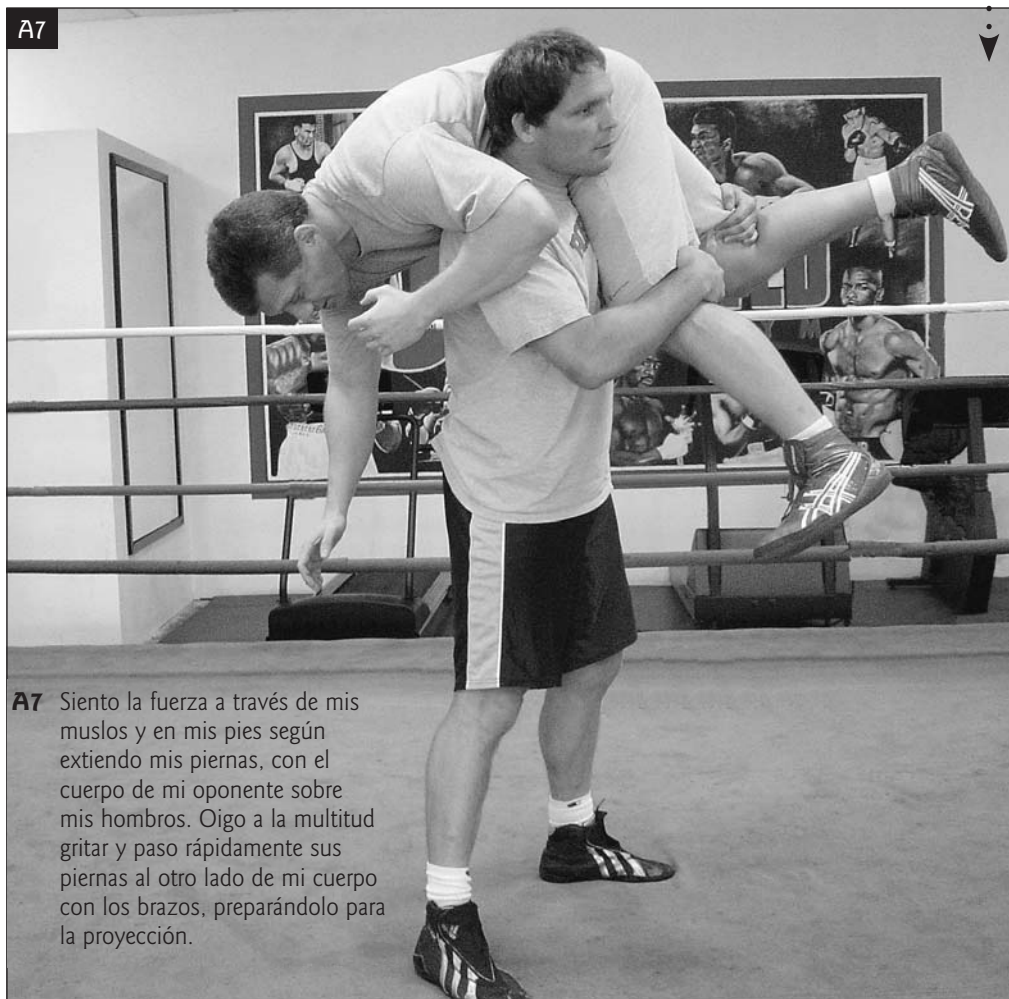 A7
A7 Siento la fuerza a través de mis
muslos y en mis pies según
extiendo mis piernas, con el
cuerpo de mi oponente sobre
mis hombros. Oigo a la multitud
gritar y paso rápidamente sus
piernas al otro lado de mi cuerpo
con los brazos, preparándolo para
la proyección.